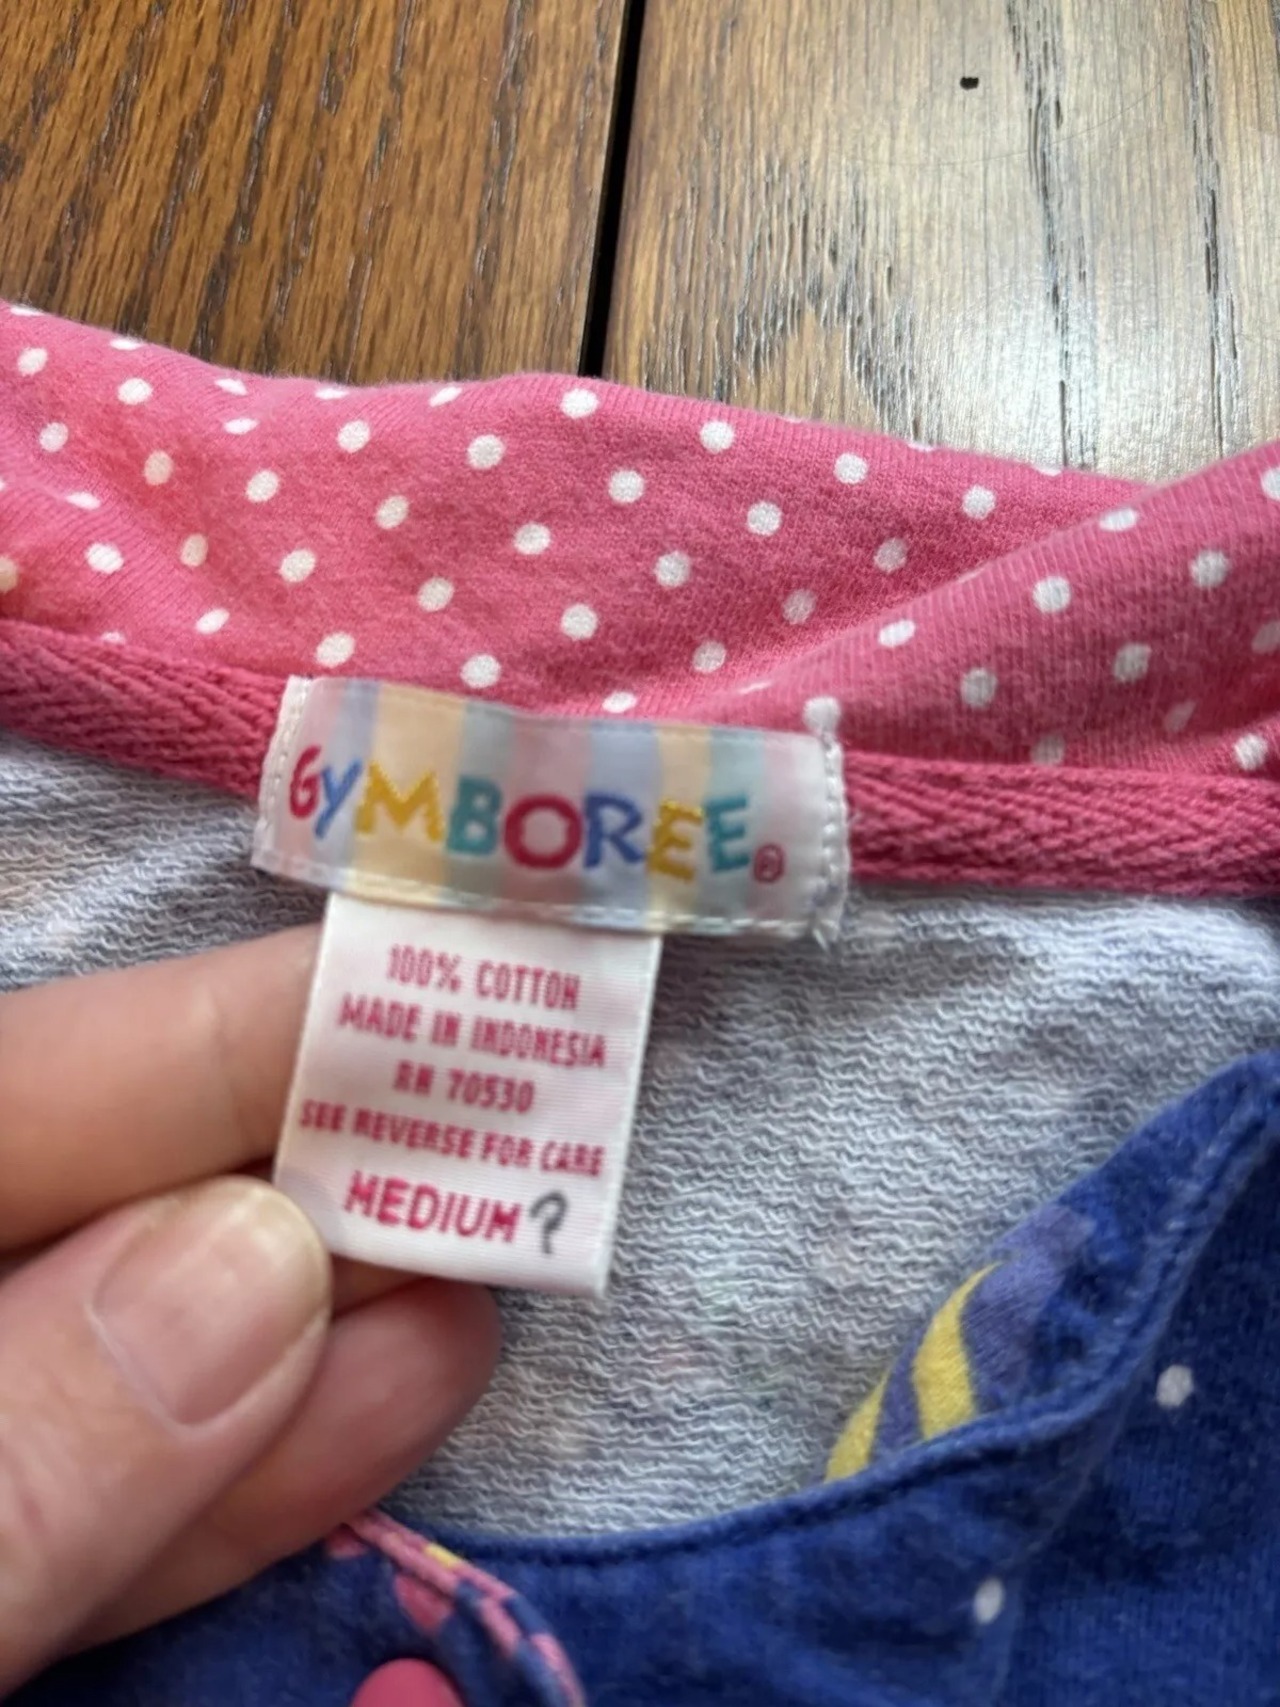 GYMBOREE®
100% COTTON
MADE IN INDONESIA
RN 70530
SEE REVERSE FOR CARE
MEDIUM ?